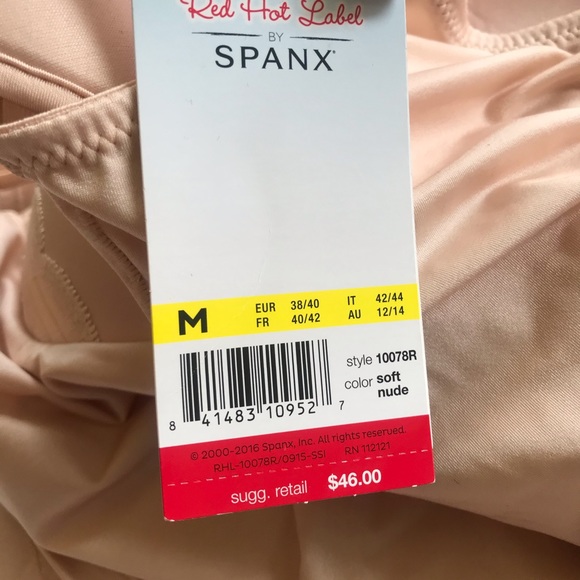 Red Hot Label
BY
SPANX®
M
EUR 38/40 IT 42/44
FR 40/42 AU 12/14
style 10078R
color soft
nude
8 41483 10952 7
© 2000-2016 Spanx, Inc. All rights reserved.
RHL-10078R/0915-SSI RN 112121
sugg. retail $46.00